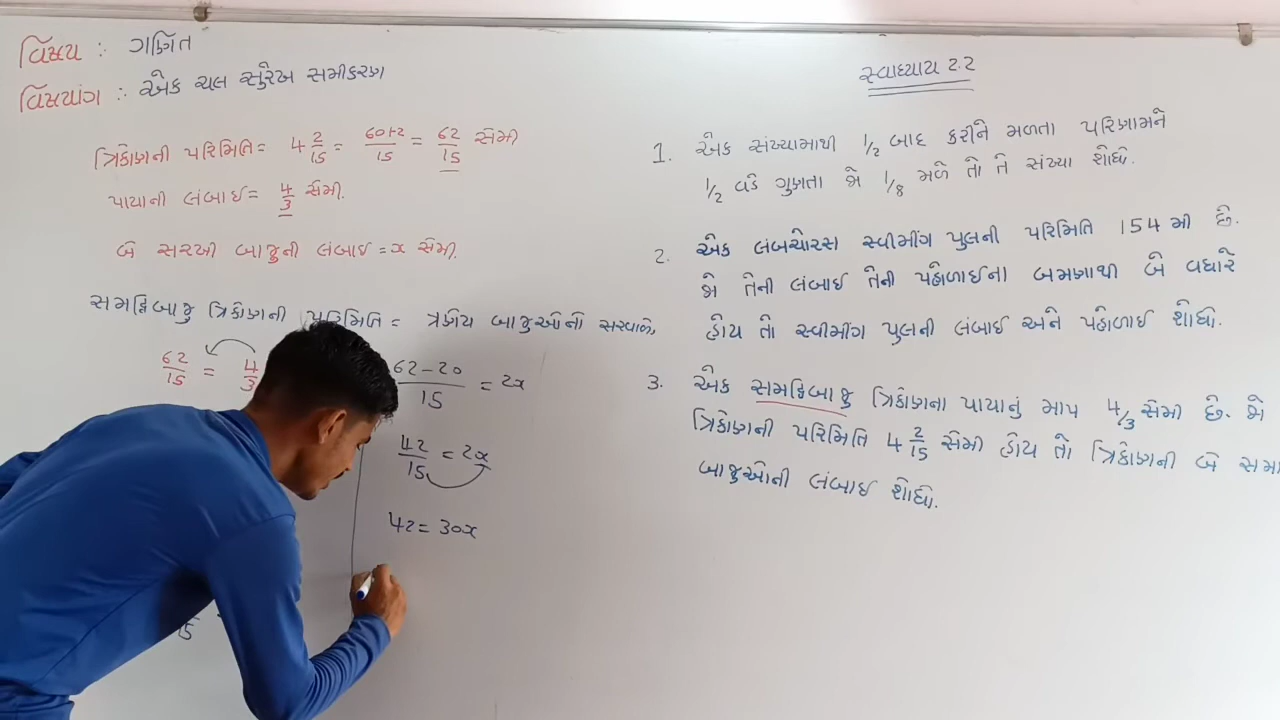 વિષય : ગણિત
વિષયાંગ : એક ચલ સુરેખ સમીકરણ
ત્રિકોણની પરિમિતિ = 4 2/15 = 60+2/15 = 62/15 સેમી
પાયાની લંબાઈ = 4/3 સેમી.
બે સરખી બાજુની લંબાઈ = x સેમી.
સમદ્વિબાજુ ત્રિકોણની પરિમિતિ = ત્રણેય બાજુઓનો સરવાળો
62/15 = 4/3
62-20/15 = 2x
42/15 = 2x
42 = 30x
સ્વાધ્યાય 2.2
1. એક સંખ્યામાથી 1/2 બાદ કરીને મળતા પરિણામને
1/2 વડે ગુણતા જો 1/8 મળે તો તે સંખ્યા શોધો.
2. એક લંબચોરસ સ્વીમીંગ પુલની પરિમિતિ 154 મી છે.
જો તેની લંબાઈ તેની પહોળાઈના બમણાથી બે વધારે
હોય તો સ્વીમીંગ પુલની લંબાઈ અને પહોળાઈ શોધો.
3. એક સમદ્વિબાજુ ત્રિકોણના પાયાનું માપ 4/3 સેમી છે. જો
ત્રિકોણની પરિમિતિ 4 2/15 સેમી હોય તો ત્રિકોણની બે સમા
બાજુઓની લંબાઈ શોધો.